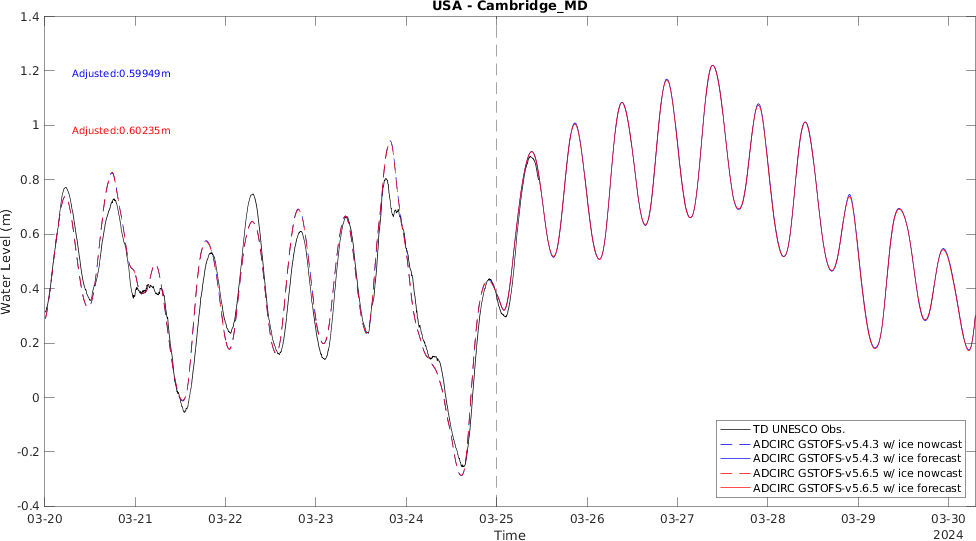 USA - Cambridge_MD
1.4
1.2
1
0.8
0.6
0.4
0.2
0
-0.2
-0.4
Water Level (m)
Adjusted:0.59949m
Adjusted:0.60235m
TD UNESCO Obs.
ADCIRC GSTOFS-v5.4.3 w/ ice nowcast
ADCIRC GSTOFS-v5.4.3 w/ ice forecast
ADCIRC GSTOFS-v5.6.5 w/ ice nowcast
ADCIRC GSTOFS-v5.6.5 w/ ice forecast
03-20 03-21 03-22 03-23 03-24 03-25 03-26 03-27 03-28 03-29 03-30
Time 2024